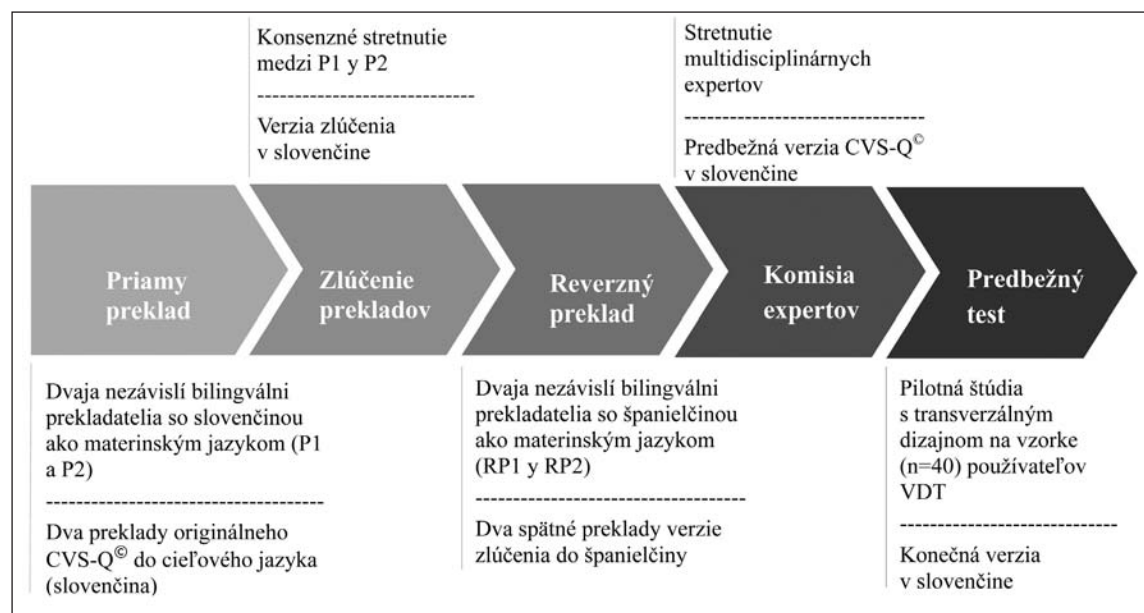 Konsenzné stretnutie
medzi P1 y P2
------------------------------
Verzia zlúčenia
v slovenčine
Stretnutie
multidisciplinárnych
expertov
---------------------------------
Predbežná verzia CVS-Q©
v slovenčine
Priamy
preklad
Zlúčenie
prekladov
Reverzný
preklad
Komisia
expertov
Predbežný
test
Dvaja nezávislí bilingválni
prekladatelia so slovenčinou
ako materinským jazykom (P1
a P2)
--------------------------------------
Dva preklady originálneho
CVS-Q© do cieľového jazyka
(slovenčina)
Dvaja nezávislí bilingválni
prekladatelia so španielčinou
ako materinským jazykom
(RP1 y RP2)
-------------------------------------
Dva spätné preklady verzie
zlúčenia do španielčiny
Pilotná štúdia
s transverzálnym
dizajnom na vzorke
(n=40) používateľov
VDT
------------------------------
Konečná verzia
v slovenčine